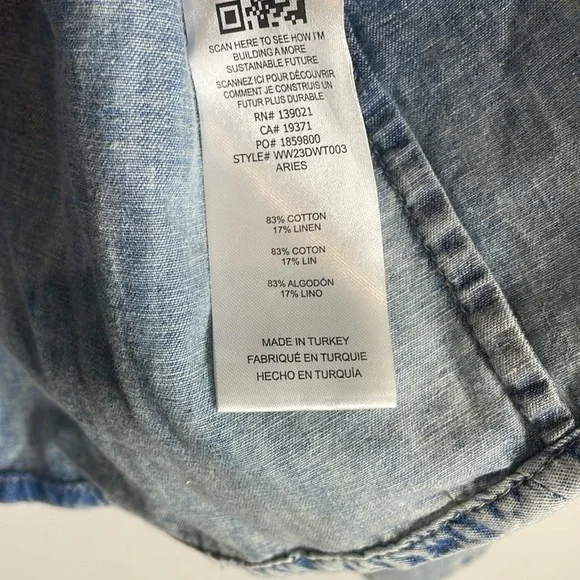 SCAN HERE TO SEE HOW I'M
BUILDING A MORE
SUSTAINABLE FUTURE
SCANNEZ ICI POUR DÉCOUVRIR
COMMENT JE CONSTRUIS UN
FUTUR PLUS DURABLE
RN# 139021
CA# 19371
PO# 1859800
STYLE# WW23DWT003
ARIES
83% COTTON
17% LINEN
83% COTON
17% LIN
83% ALGODÓN
17% LINO
MADE IN TURKEY
FABRIQUÉ EN TURQUIE
HECHO EN TURQUÍA